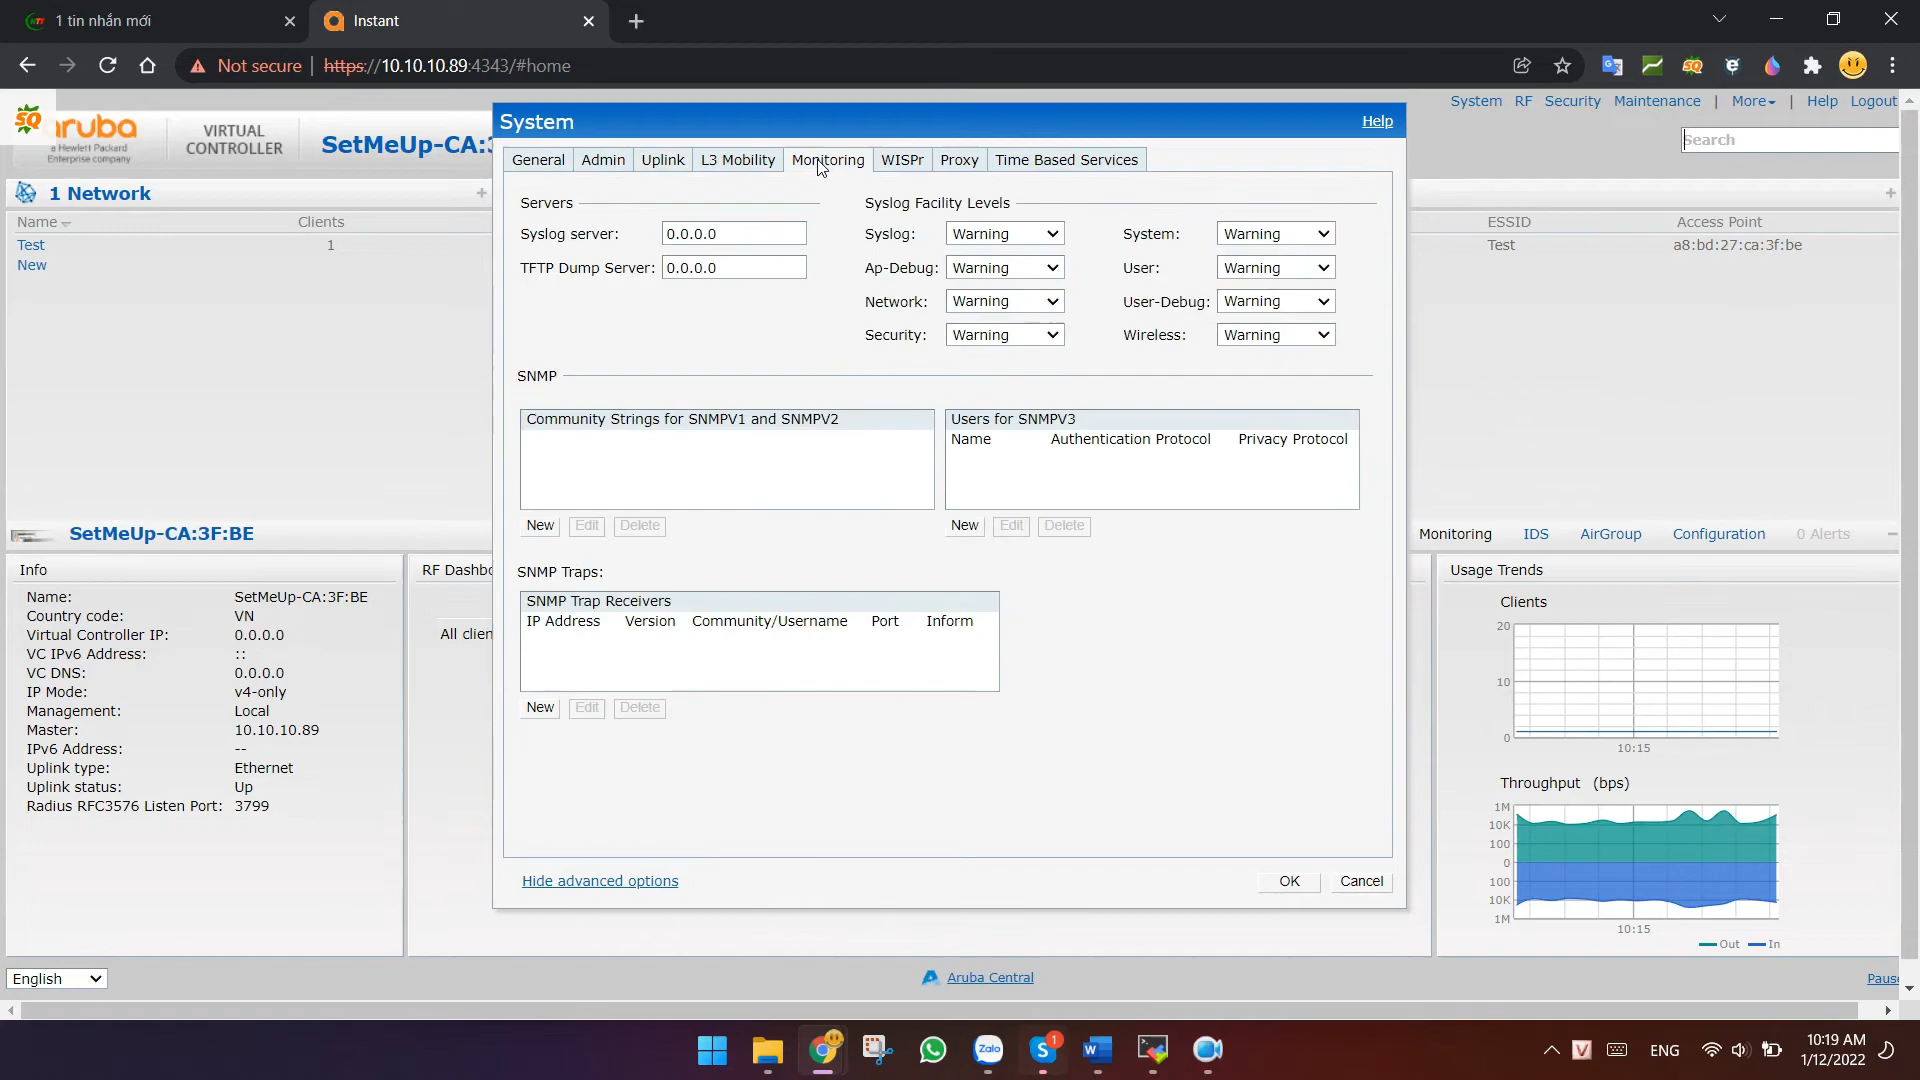 1 tin nhắn mới
Instant
Not secure | https://10.10.10.89:4343/#home
SQ
aruba
a Hewlett Packard
Enterprise company
VIRTUAL
CONTROLLER
SetMeUp-CA:3
System RF Security Maintenance | More | Help Logout
Search
1 Network +
Name Clients
Test 1
New
System Help
General Admin Uplink L3 Mobility Monitoring WISPr Proxy Time Based Services
Servers
Syslog server: 0.0.0.0
TFTP Dump Server: 0.0.0.0
Syslog Facility Levels
Syslog: Warning System: Warning
Ap-Debug: Warning User: Warning
Network: Warning User-Debug: Warning
Security: Warning Wireless: Warning
SNMP
Community Strings for SNMPV1 and SNMPV2
New Edit Delete
Users for SNMPV3
Name Authentication Protocol Privacy Protocol
New Edit Delete
SNMP Traps:
SNMP Trap Receivers
IP Address Version Community/Username Port Inform
New Edit Delete
Hide advanced options OK Cancel
ESSID Access Point
Test a8:bd:27:ca:3f:be
SetMeUp-CA:3F:BE
Monitoring IDS AirGroup Configuration 0 Alerts
Info
Name: SetMeUp-CA:3F:BE
Country code: VN
Virtual Controller IP: 0.0.0.0
VC IPv6 Address: ::
VC DNS: 0.0.0.0
IP Mode: v4-only
Management: Local
Master: 10.10.10.89
IPv6 Address: --
Uplink type: Ethernet
Uplink status: Up
Radius RFC3576 Listen Port: 3799
RF Dashbo
All clien
Usage Trends
Clients
20
10
0
10:15
Throughput (bps)
1M
10K
100
0
100
10K
1M
10:15
Out In
English
Aruba Central
Paus
Zalo
1
ENG
10:19 AM
1/12/2022